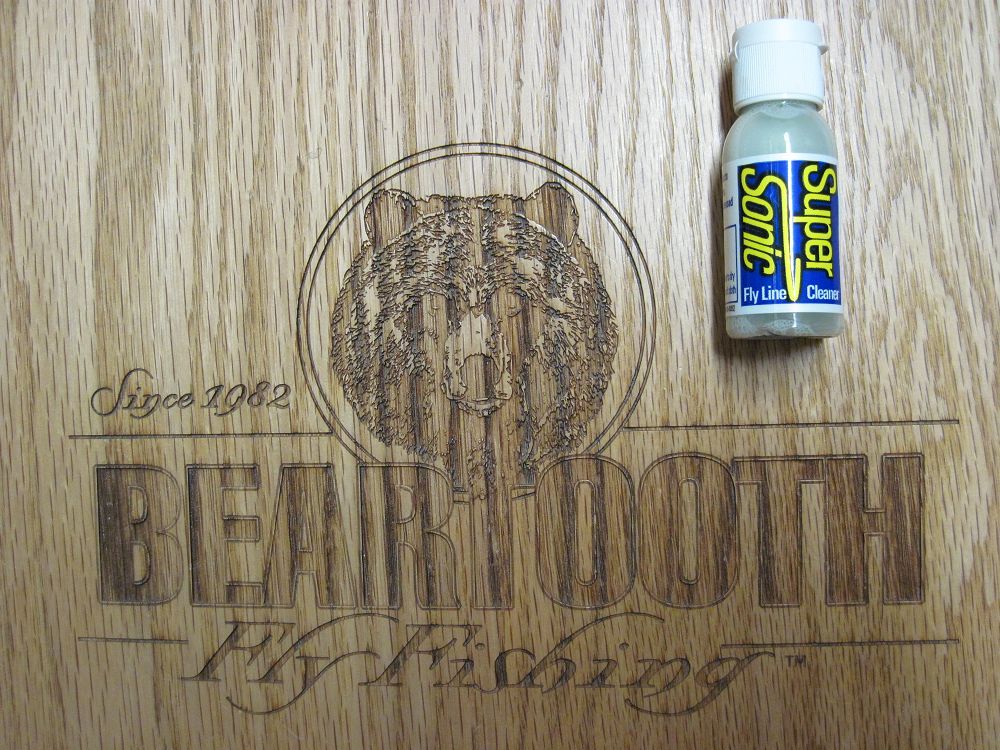 Super
Sonic
Fly Line Cleaner
Since 1982
BEARTOOTH
Fly Fishing ™